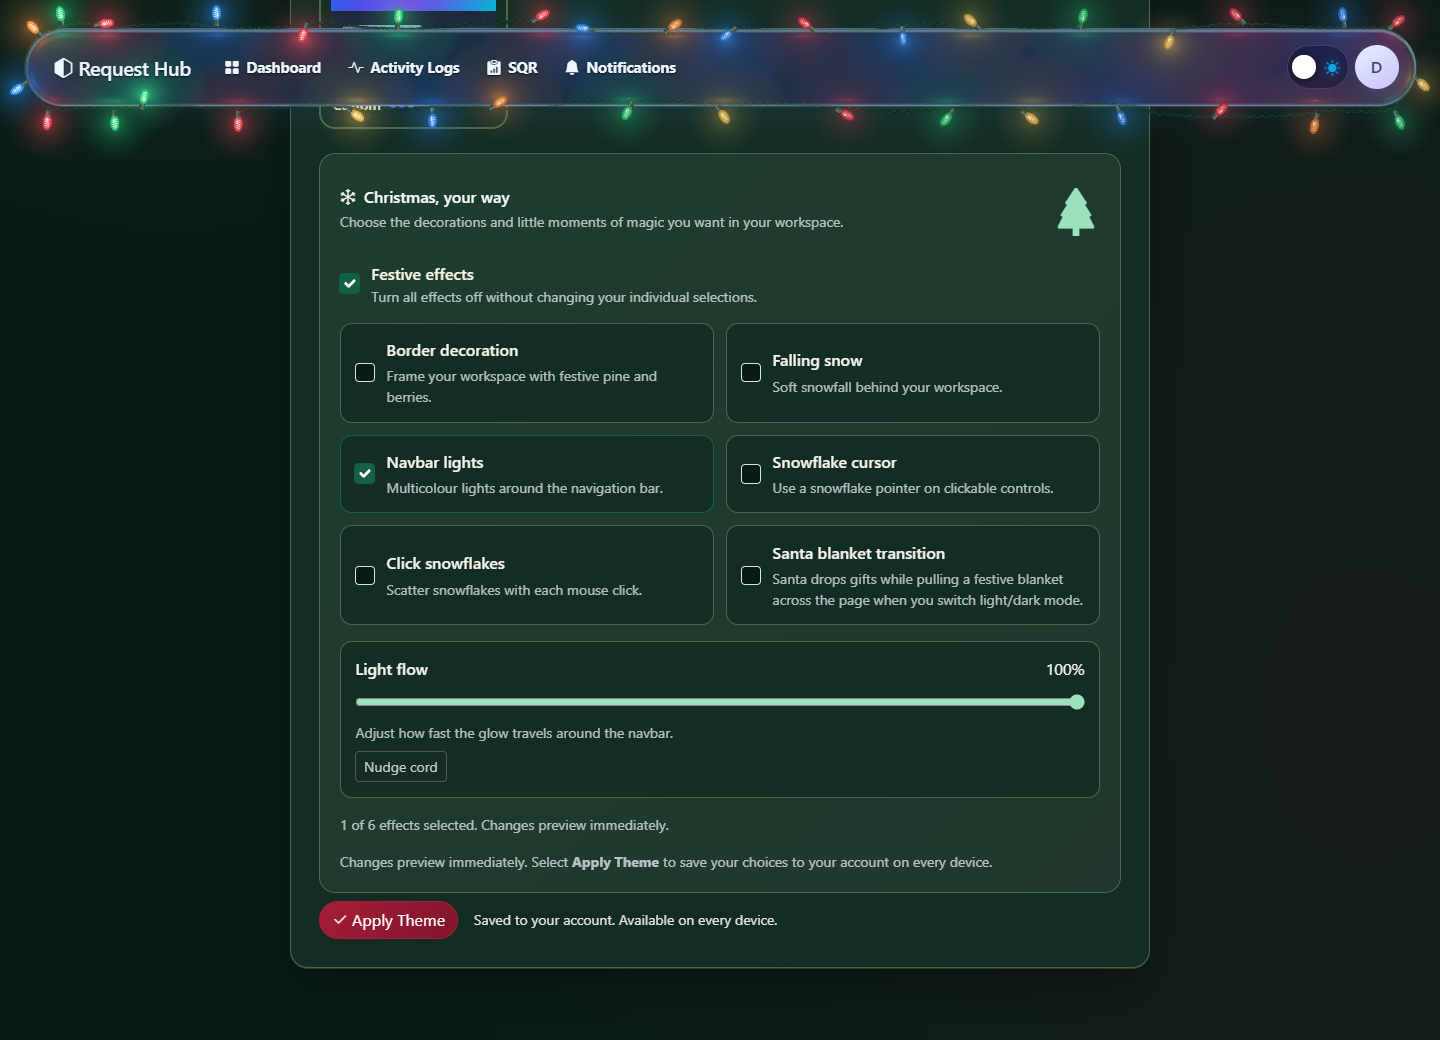 Request Hub
Dashboard
Activity Logs
SQR
Notifications
D
Christmas, your way
Choose the decorations and little moments of magic you want in your workspace.
Festive effects
Turn all effects off without changing your individual selections.
Border decoration
Frame your workspace with festive pine and
berries.
Falling snow
Soft snowfall behind your workspace.
Navbar lights
Multicolour lights around the navigation bar.
Snowflake cursor
Use a snowflake pointer on clickable controls.
Click snowflakes
Scatter snowflakes with each mouse click.
Santa blanket transition
Santa drops gifts while pulling a festive blanket
across the page when you switch light/dark mode.
Light flow
100%
Adjust how fast the glow travels around the navbar.
Nudge cord
1 of 6 effects selected. Changes preview immediately.
Changes preview immediately. Select Apply Theme to save your choices to your account on every device.
Apply Theme
Saved to your account. Available on every device.